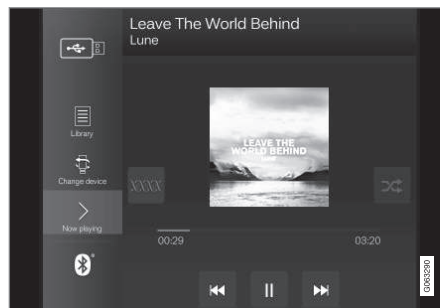 Leave The World Behind
Lune
Library
Change device
Now playing
LEAVE THE
WORLD BEHIND
LUNE
XXXX
00:29
03:20
G063290